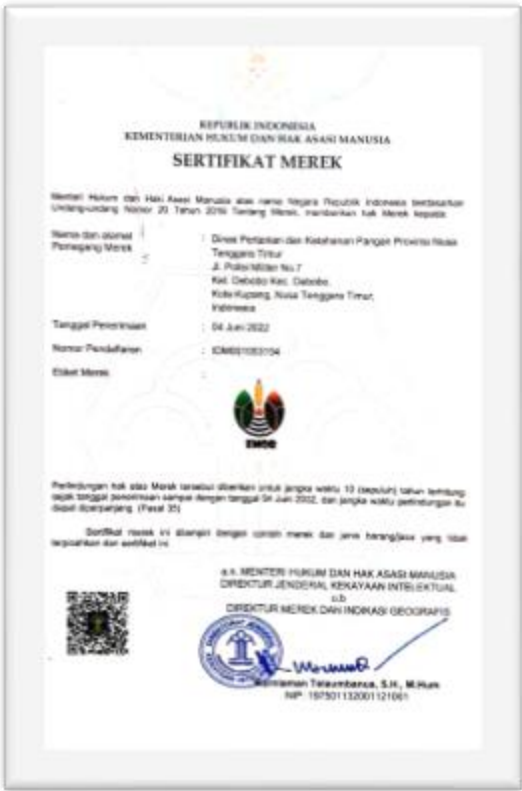 REPUBLIK INDONESIA
KEMENTERIAN HUKUM DAN HAK ASASI MANUSIA
SERTIFIKAT MEREK
Menteri Hukum dan Hak Asasi Manusia atas nama Negara Republik Indonesia berdasarkan
Undang-undang Nomor 20 Tahun 2016 Tentang Merek, memberikan hak Merek kepada:
Nama dan alamat : Dinas Pertanian dan Ketahanan Pangan Provinsi Nusa
Pemegang Merek Tenggara Timur
Jl. Polisi Militer No.7
Kel. Oebobo Kec. Oebobo,
Kota Kupang, Nusa Tenggara Timur,
Indonesia
Tanggal Penerimaan : 04 Juni 2022
Nomor Pendaftaran :
Etiket Merek :
Perlindungan hak atas Merek tersebut diberikan untuk jangka waktu 10 (sepuluh) tahun terhitung
sejak tanggal penerimaan sampai dengan tanggal 04 Juni 2032, dan jangka waktu perlindungan itu
dapat diperpanjang. (Pasal 35)
Sertifikat merek ini dilampiri dengan contoh merek dan jenis barang/jasa yang tidak
terpisahkan dari sertifikat ini.
a.n. MENTERI HUKUM DAN HAK ASASI MANUSIA
DIREKTUR JENDERAL KEKAYAAN INTELEKTUAL
u.b
DIREKTUR MEREK DAN INDIKASI GEOGRAFIS
Telaumbanua, S.H., M.Hum
NIP. 197501132001121001